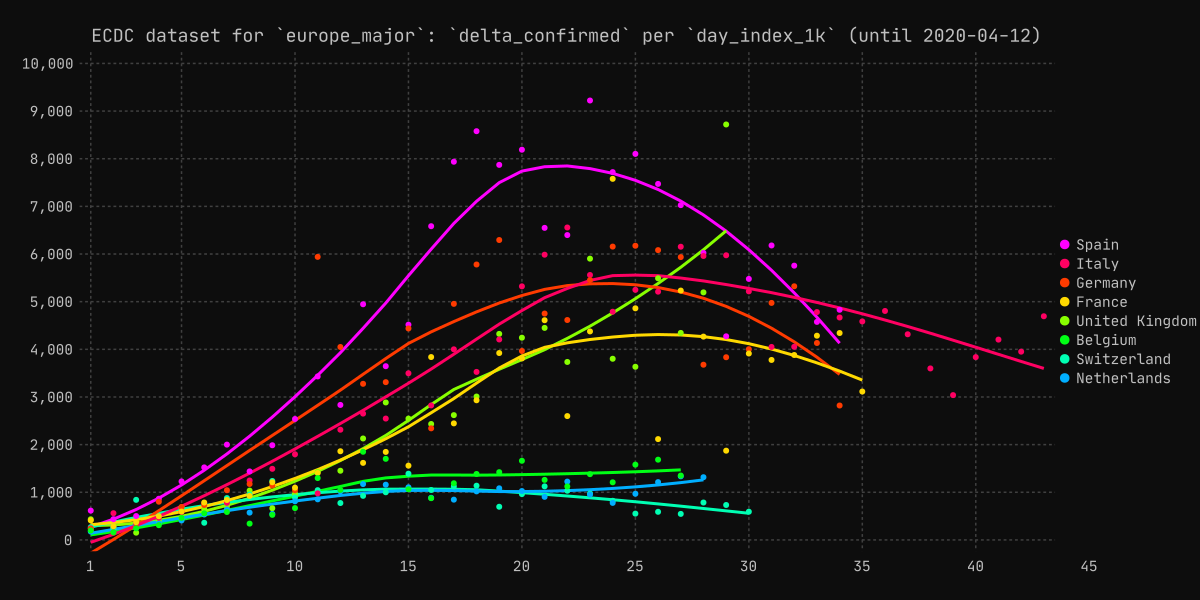 ECDC dataset for `europe_major`: `delta_confirmed` per `day_index_1k` (until 2020-04-12)
10,000
9,000
8,000
7,000
6,000
5,000
4,000
3,000
2,000
1,000
0
1 5 10 15 20 25 30 35 40 45
Spain
Italy
Germany
France
United Kingdom
Belgium
Switzerland
Netherlands